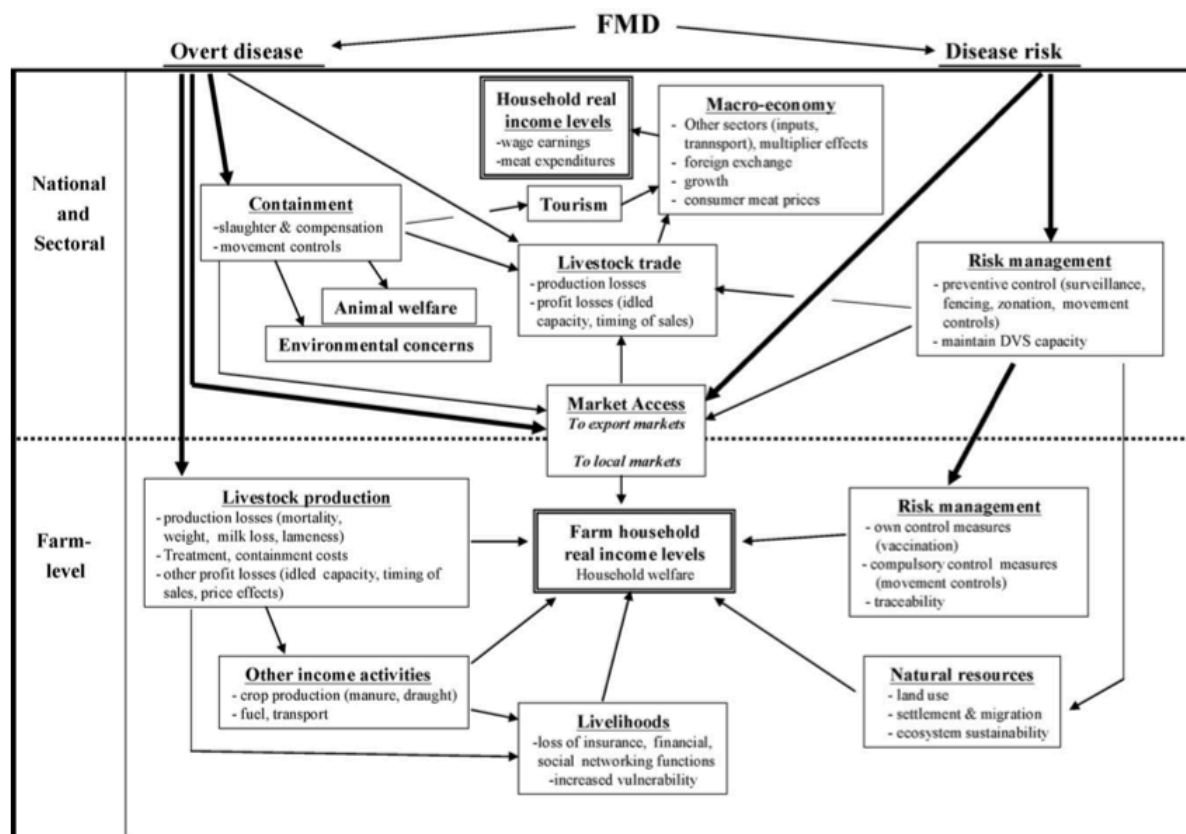 FMD
Overt disease
Disease risk
National
and
Sectoral
Household real
income levels
-wage earnings
-meat expenditures
Macro-economy
- Other sectors (inputs,
trannsport), multiplier effects
- foreign exchange
- growth
- consumer meat prices
Containment
-slaughter & compensation
-movement controls
Tourism
Livestock trade
- production losses
- profit losses (idled
capacity, timing of sales)
Risk management
- preventive control (surveillance,
fencing, zonation, movement
controls)
- maintain DVS capacity
Animal welfare
Environmental concerns
Market Access
To export markets
To local markets
Farm-
level
Livestock production
- production losses (mortality,
weight, milk loss, lameness)
- Treatment, containment costs
- other profit losses (idled capacity, timing of
sales, price effects)
Farm household
real income levels
Household welfare
Risk management
- own control measures
(vaccination)
- compulsory control measures
(movement controls)
- traceability
Other income activities
- crop production (manure, draught)
- fuel, transport
Livelihoods
-loss of insurance, financial,
social networking functions
-increased vulnerability
Natural resources
- land use
- settlement & migration
- ecosystem sustainability